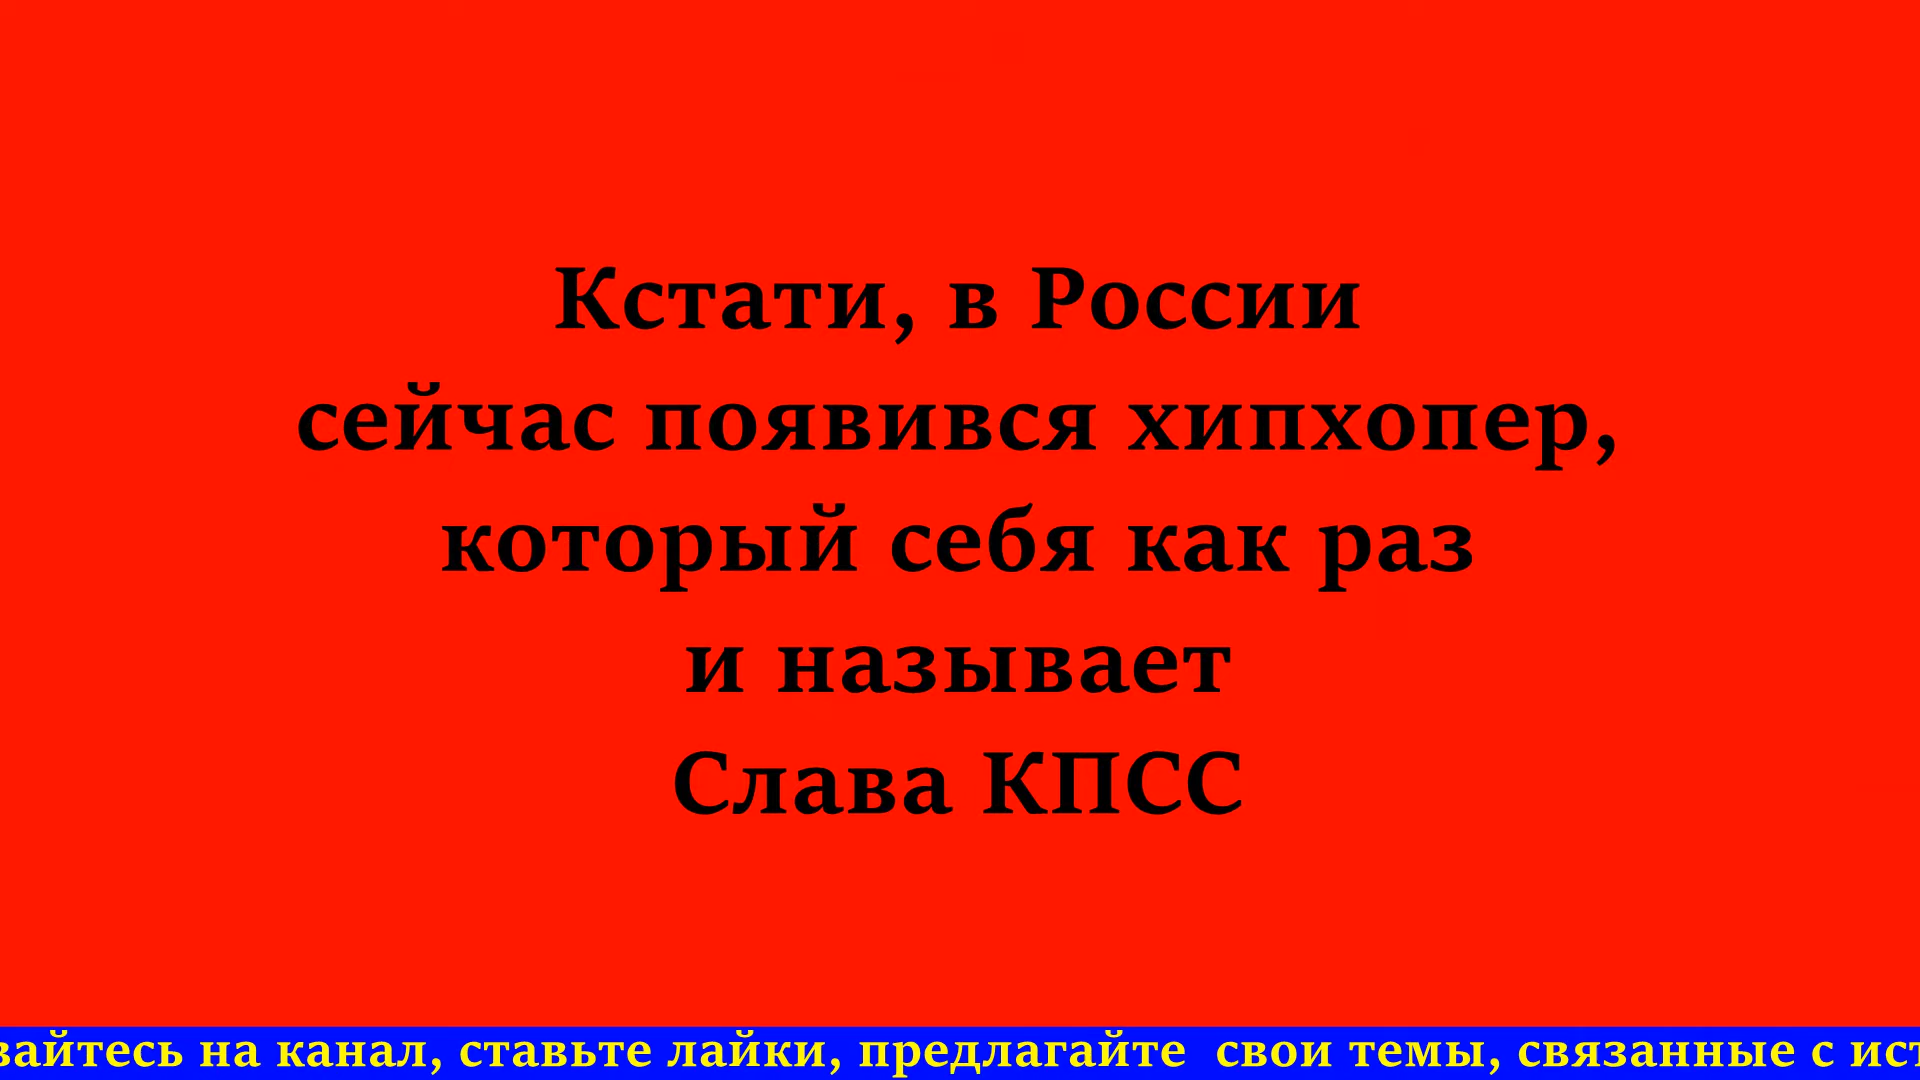 Кстати, в России
сейчас появився хипхопер,
который себя как раз
и называет
Слава КПСС
вайтесь на канал, ставьте лайки, предлагайте свои темы, связанные с ист